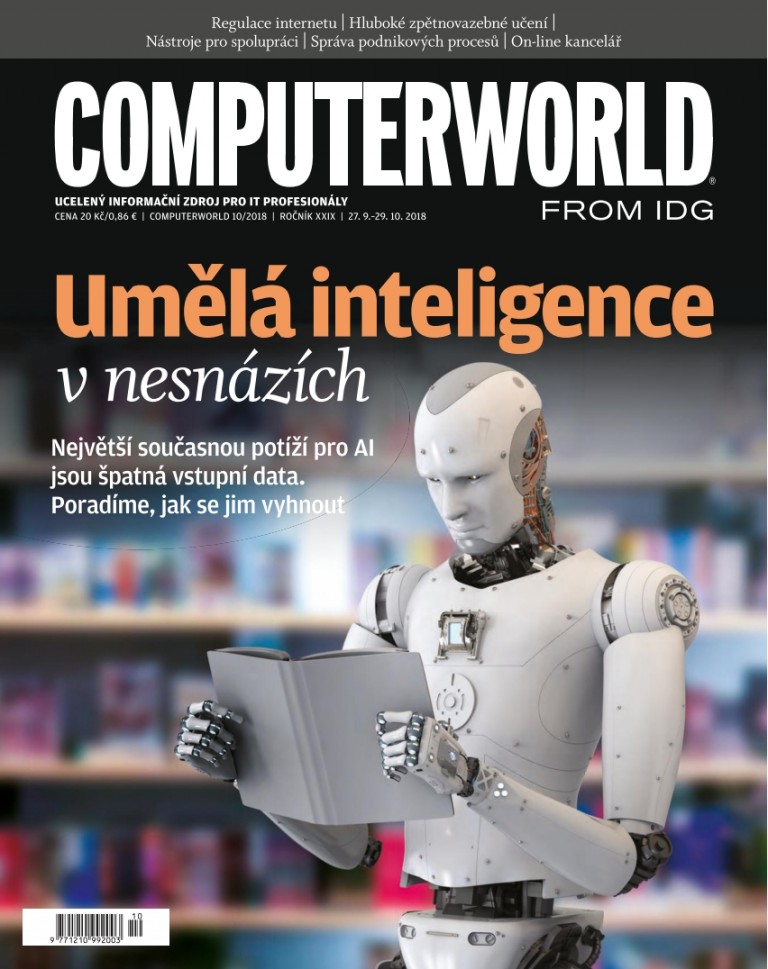 Regulace internetu | Hluboké zpětnovazebné učení |
Nástroje pro spolupráci | Správa podnikových procesů | On-line kancelář
COMPUTERWORLD®
UCELENÝ INFORMAČNÍ ZDROJ PRO IT PROFESIONÁLY
CENA 20 KČ/0,86 € | COMPUTERWORLD 10/2018 | ROČNÍK XXIX | 27. 9.–29. 10. 2018
FROM IDG
Umělá inteligence
v nesnázích
Největší současnou potíží pro AI
jsou špatná vstupní data.
Poradíme, jak se jim vyhnout
10
9 771210 992003